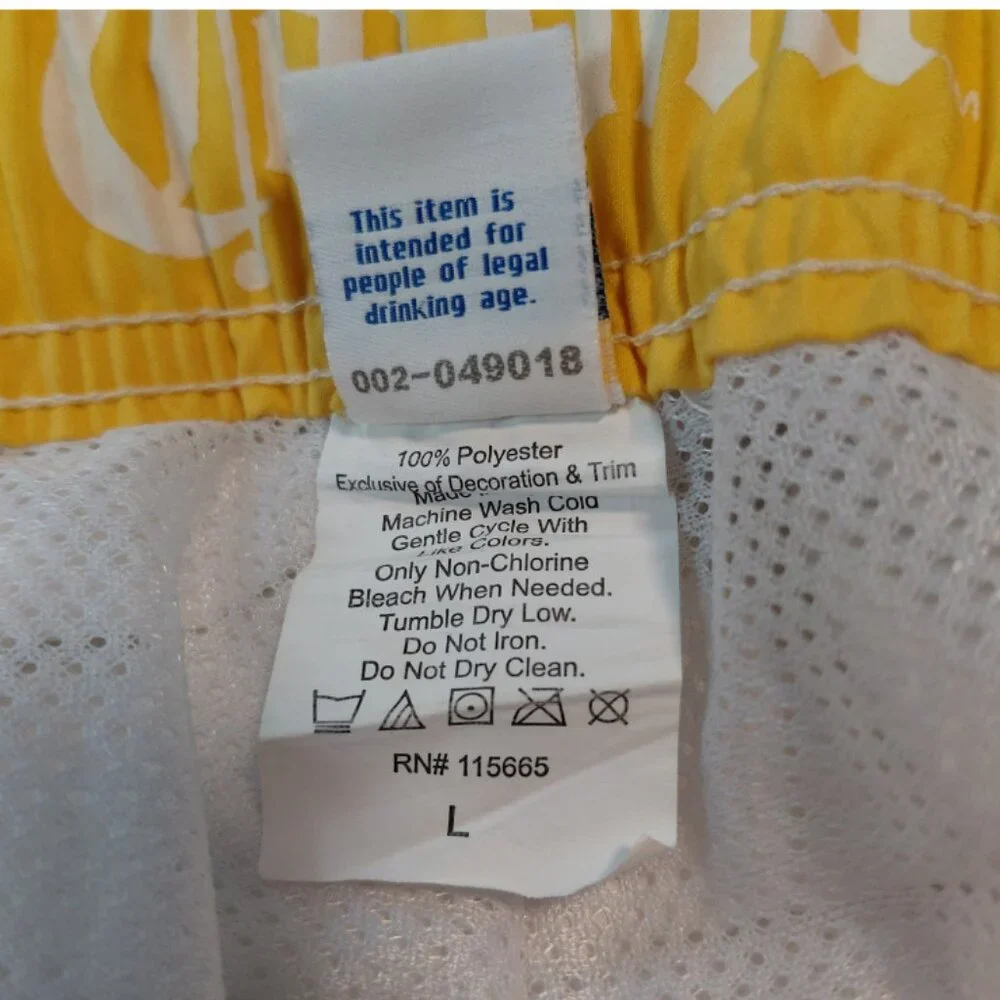 This item is
intended for
people of legal
drinking age.
002-049018
100% Polyester
Exclusive of Decoration & Trim
Made
Machine Wash Cold
Gentle Cycle With
Like Colors.
Only Non-Chlorine
Bleach When Needed.
Tumble Dry Low.
Do Not Iron.
Do Not Dry Clean.
RN# 115665
L